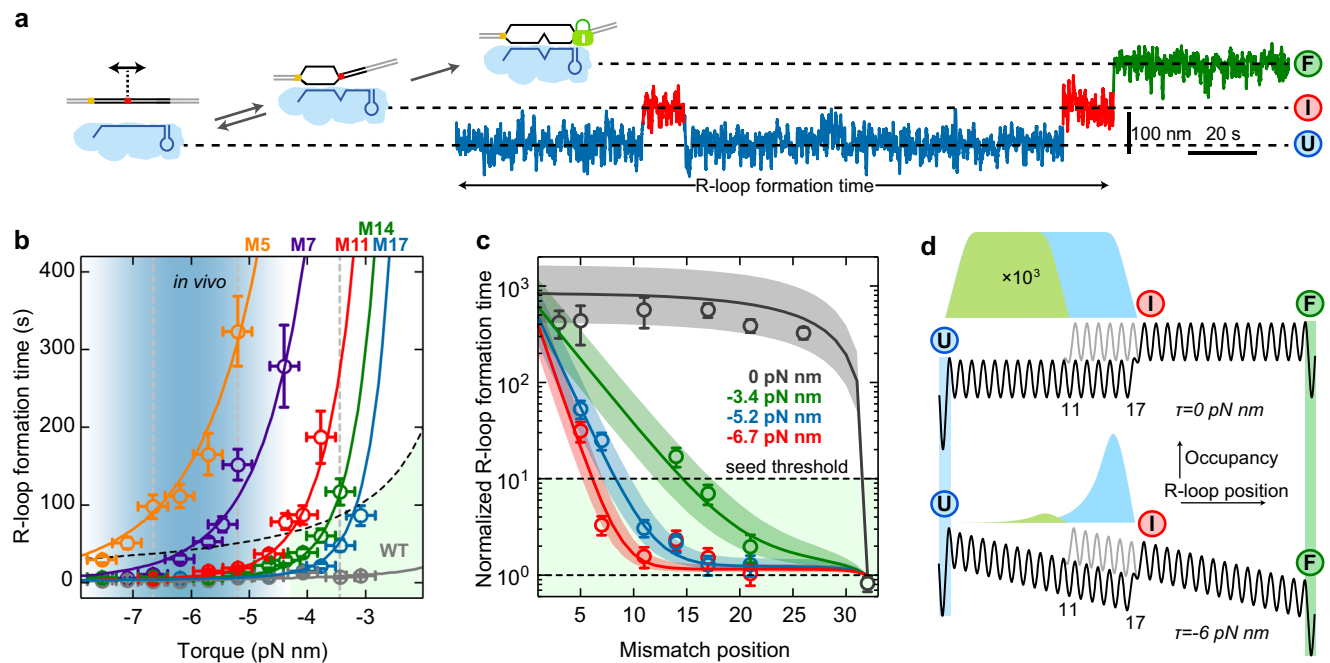 a
F
I
U
100 nm 20 s
R-loop formation time
b
M5
M7
M11
M14
M17
in vivo
WT
400
300
200
100
0
R-loop formation time (s)
-7
-6
-5
-4
-3
Torque (pN nm)
c
10³
10²
10¹
10⁰
Normalized R-loop formation time
0 pN nm
-3.4 pN nm
-5.2 pN nm
-6.7 pN nm
seed threshold
5
10
15
20
25
30
Mismatch position
d
×10³
U
I
F
11
17
τ=0 pN nm
Occupancy
R-loop position
U
I
F
11
17
τ=-6 pN nm